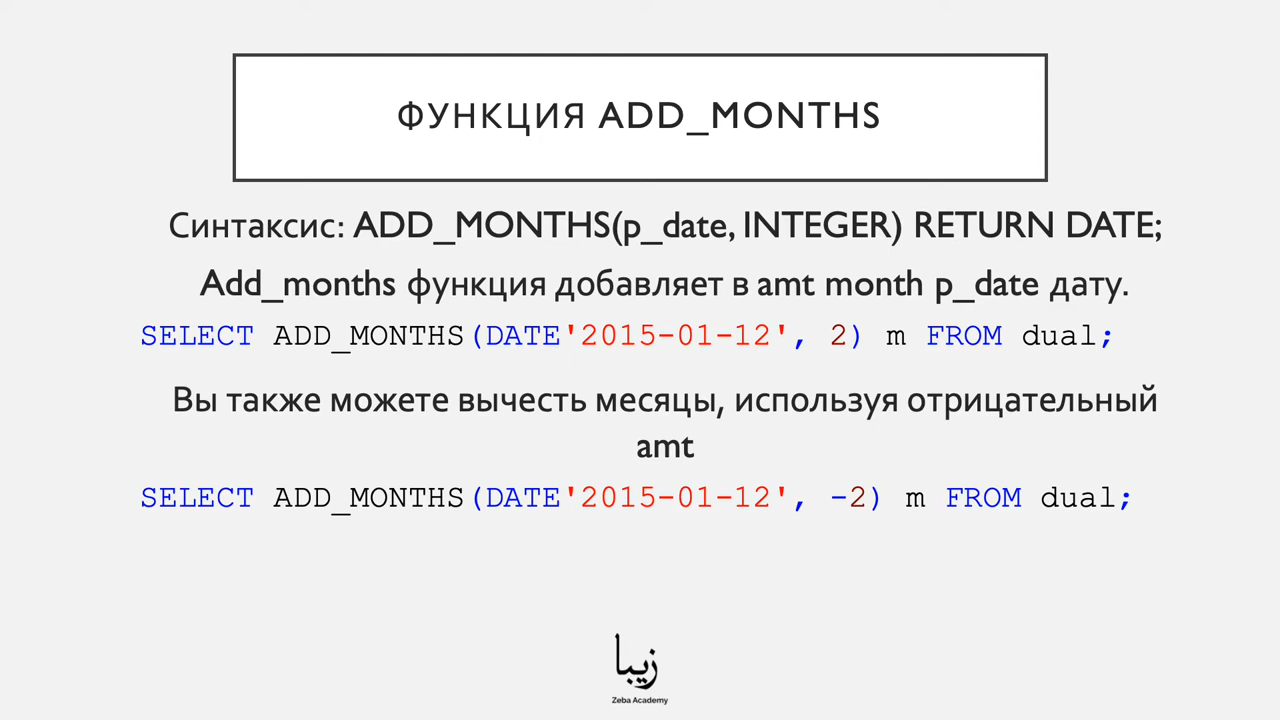 ФУНКЦИЯ ADD_MONTHS
Синтаксис: ADD_MONTHS(p_date, INTEGER) RETURN DATE;
Add_months функция добавляет в amt month p_date дату.
SELECT ADD_MONTHS(DATE'2015-01-12', 2) m FROM dual;
Вы также можете вычесть месяцы, используя отрицательный
amt
SELECT ADD_MONTHS(DATE'2015-01-12', -2) m FROM dual;
زيبا
Zeba Academy